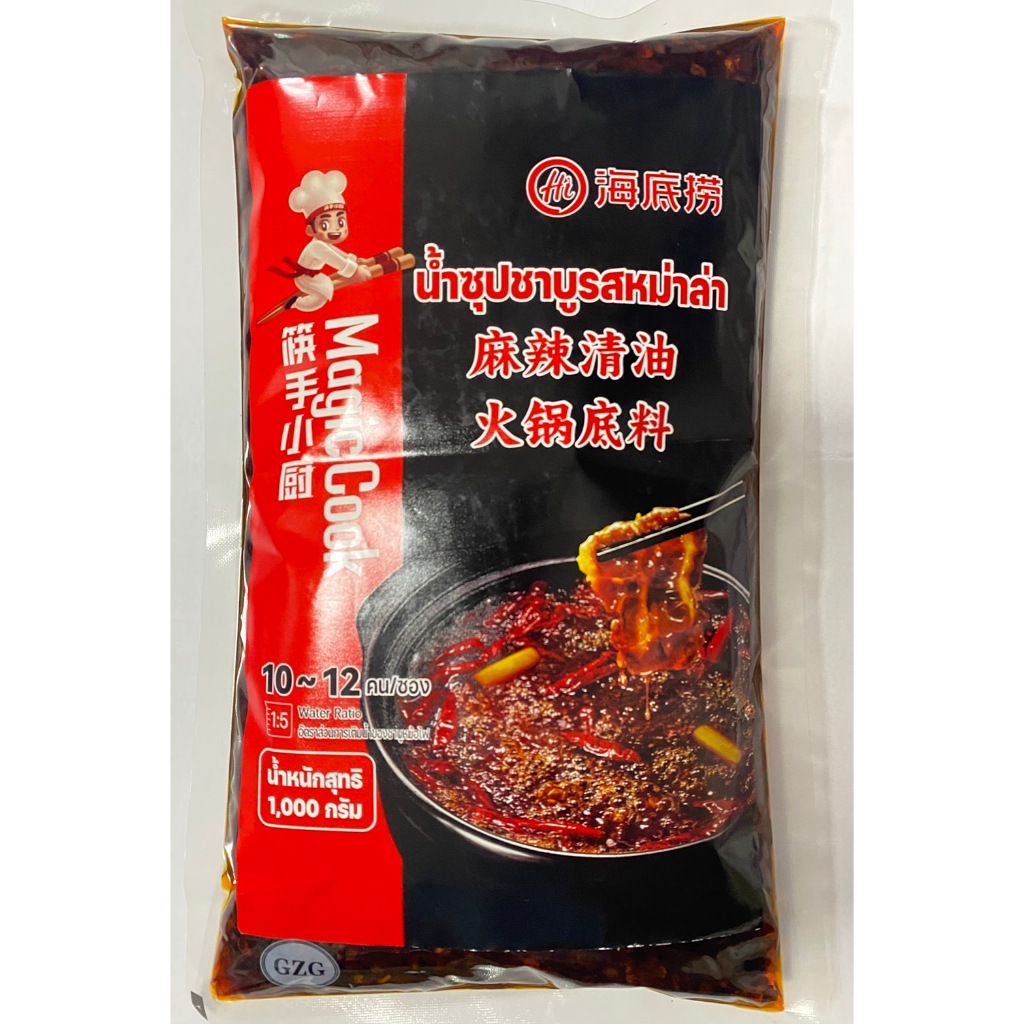 Hi 海底捞
น้ำซุปชาบูรสหม่าล่า
麻辣清油
火锅底料
MagicCook
筷手小厨
10~12 คน/ซอง
1:5 Water Ratio
น้ำหนักสุทธิ
1,000 กรัม
GZG